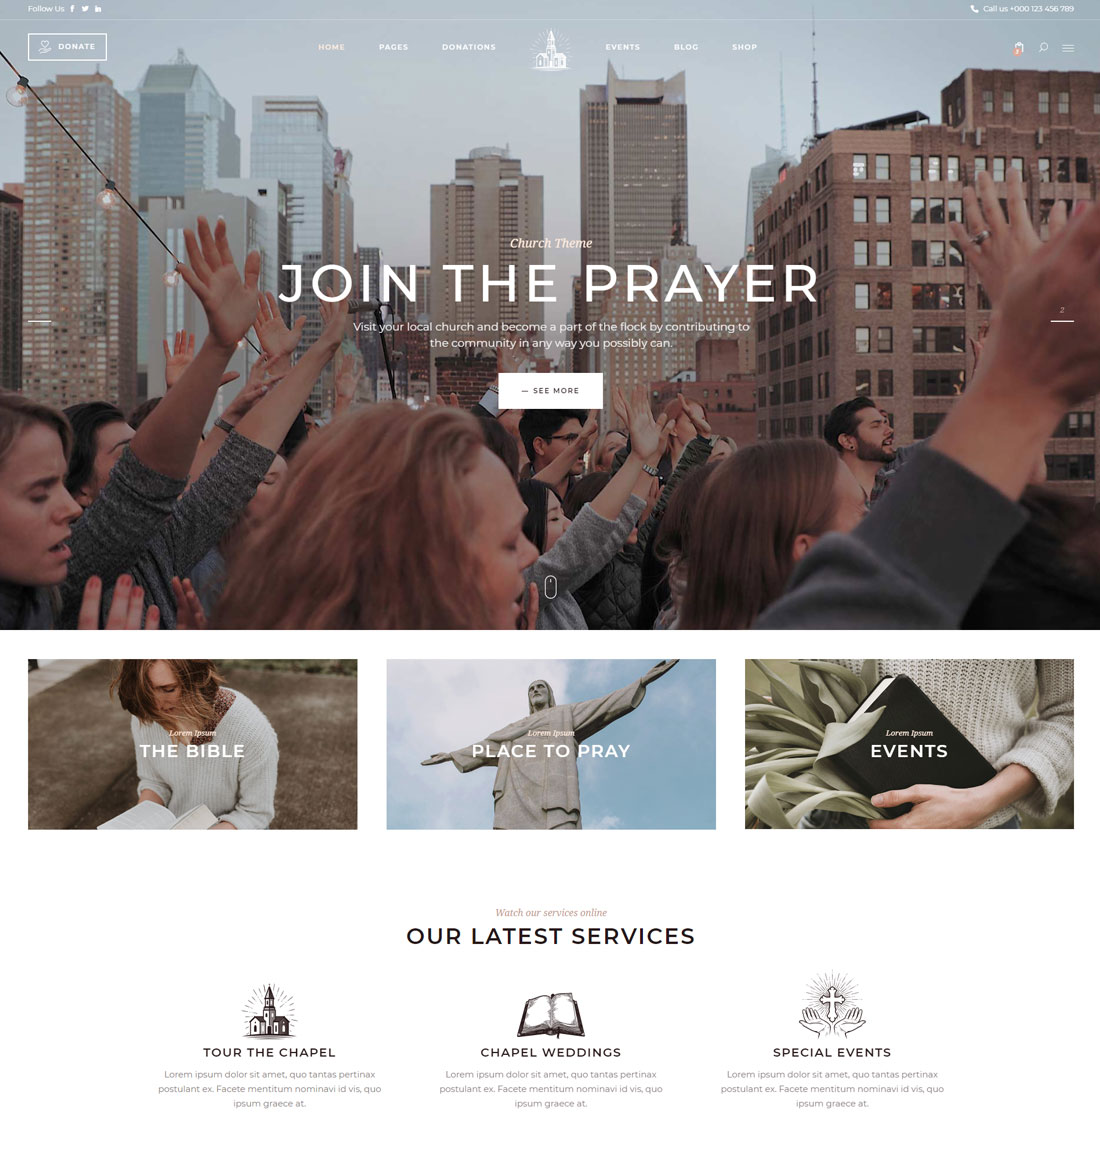 Follow Us
Call us +000 123 456 789
DONATE
HOME
PAGES
DONATIONS
EVENTS
BLOG
SHOP
Church Theme
JOIN THE PRAYER
Visit your local church and become a part of the flock by contributing to
the community in any way you possibly can.
— SEE MORE
2
Lorem Ipsum
THE BIBLE
Lorem Ipsum
PLACE TO PRAY
Lorem Ipsum
EVENTS
Watch our services online
OUR LATEST SERVICES
TOUR THE CHAPEL
Lorem ipsum dolor sit amet, quo tantas pertinax
postulant ex. Facete mentitum nominavi id vis, quo
ipsum graece at.
CHAPEL WEDDINGS
Lorem ipsum dolor sit amet, quo tantas pertinax
postulant ex. Facete mentitum nominavi id vis, quo
ipsum graece at.
SPECIAL EVENTS
Lorem ipsum dolor sit amet, quo tantas pertinax
postulant ex. Facete mentitum nominavi id vis, quo
ipsum graece at.